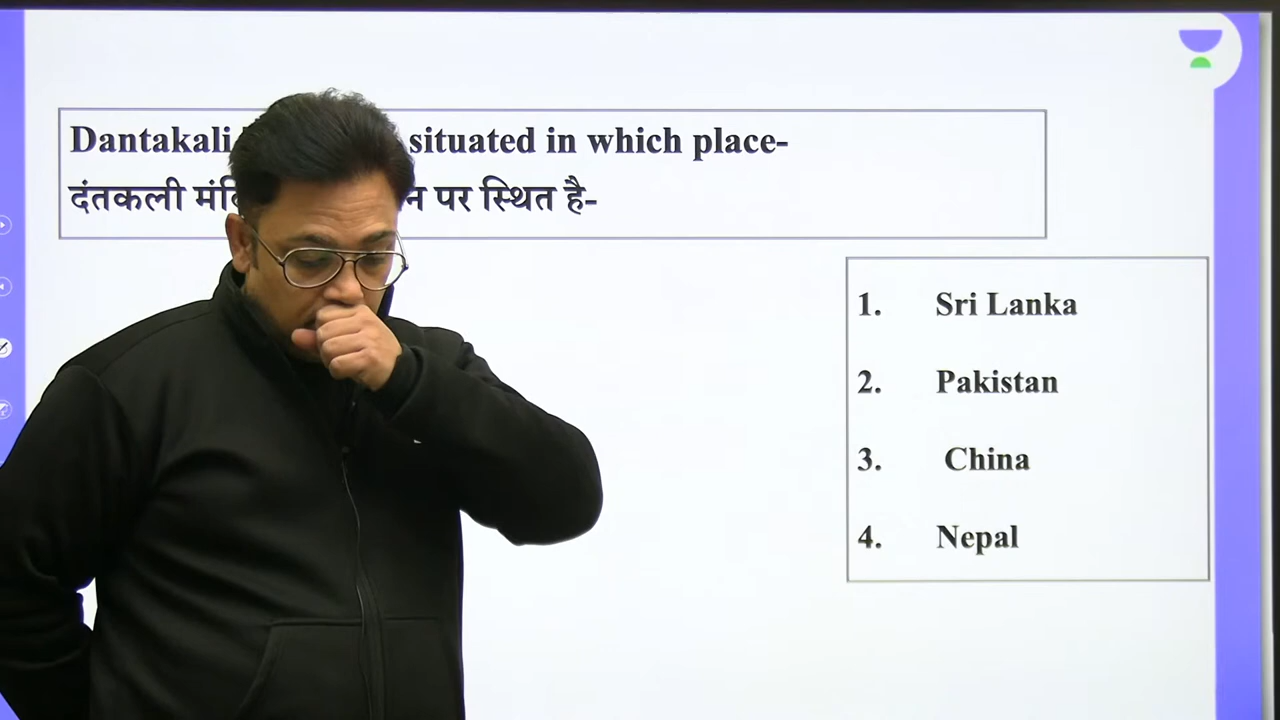 Dantakali situated in which place-
दंतकली पर स्थित है-
1. Sri Lanka
2. Pakistan
3. China
4. Nepal